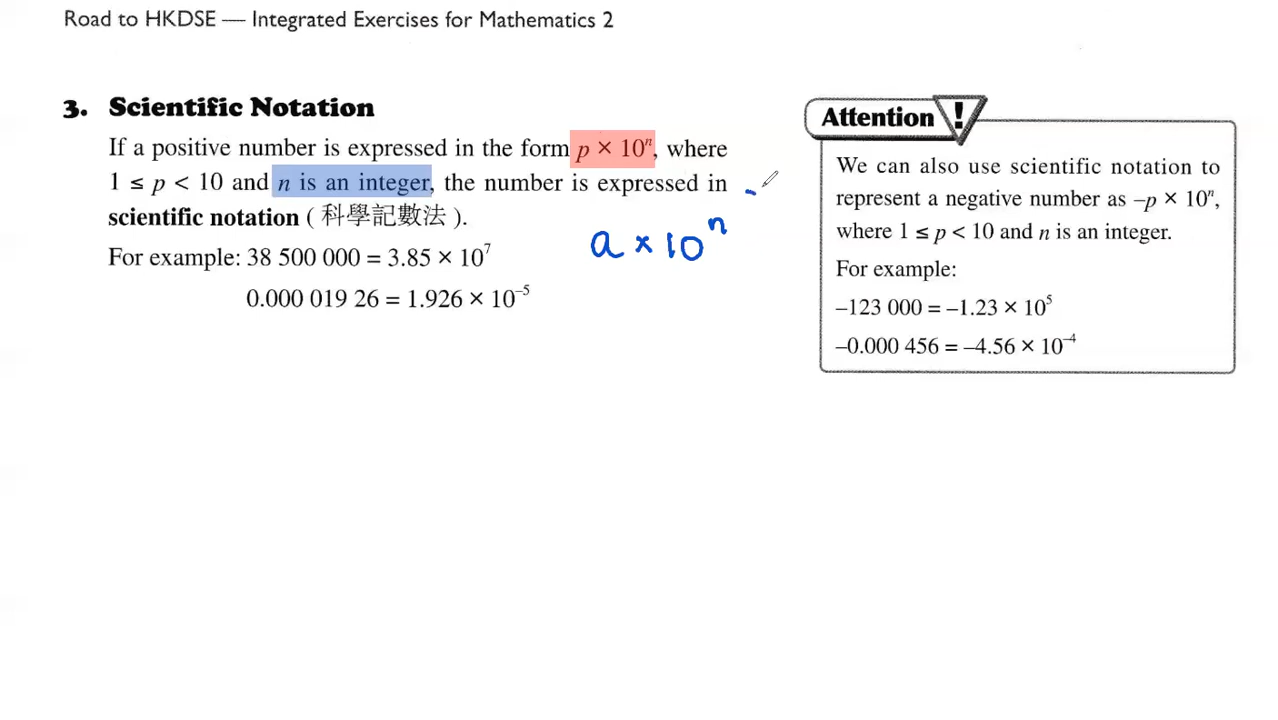 Road to HKDSE — Integrated Exercises for Mathematics 2
3. Scientific Notation
If a positive number is expressed in the form p × 10ⁿ, where
1 ≤ p < 10 and n is an integer, the number is expressed in
scientific notation ( 科學記數法 ).
For example: 38 500 000 = 3.85 × 10⁷
0.000 019 26 = 1.926 × 10⁻⁵
a × 10ⁿ
Attention !
We can also use scientific notation to
represent a negative number as –p × 10ⁿ,
where 1 ≤ p < 10 and n is an integer.
For example:
–123 000 = –1.23 × 10⁵
–0.000 456 = –4.56 × 10⁻⁴